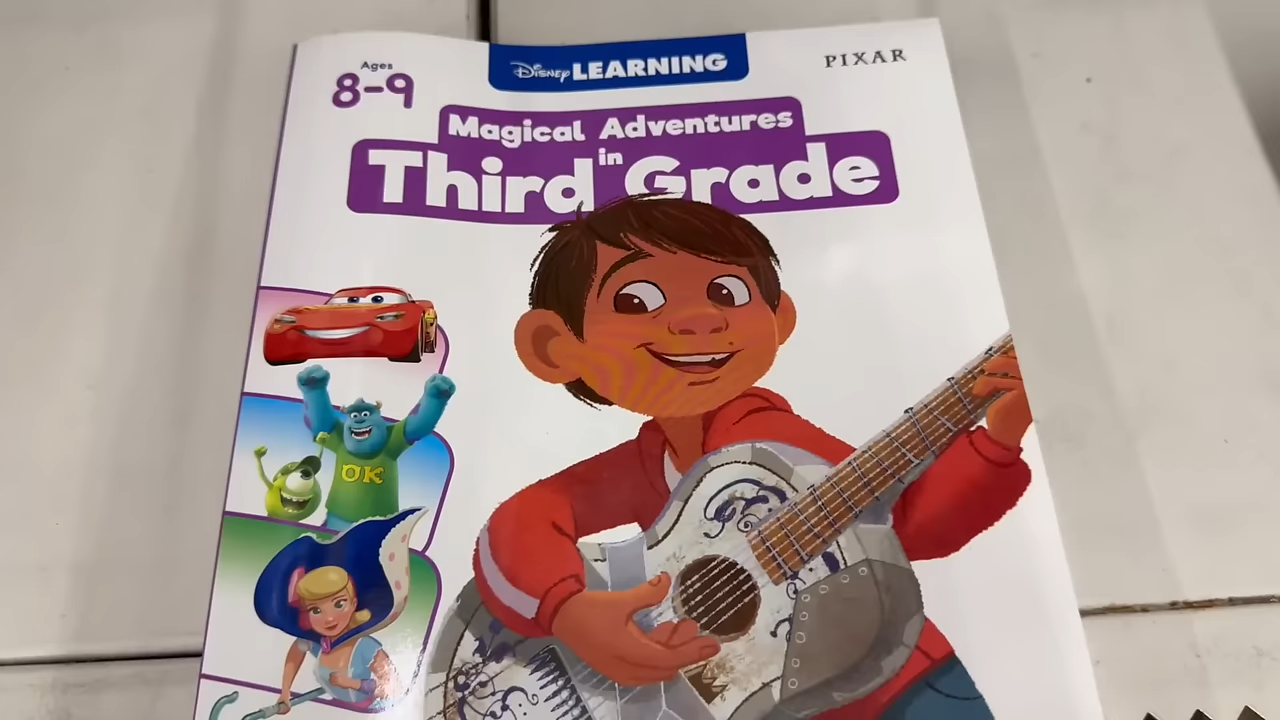 Ages
8-9
Disney LEARNING
PIXAR
Magical Adventures
in
Third Grade
OK